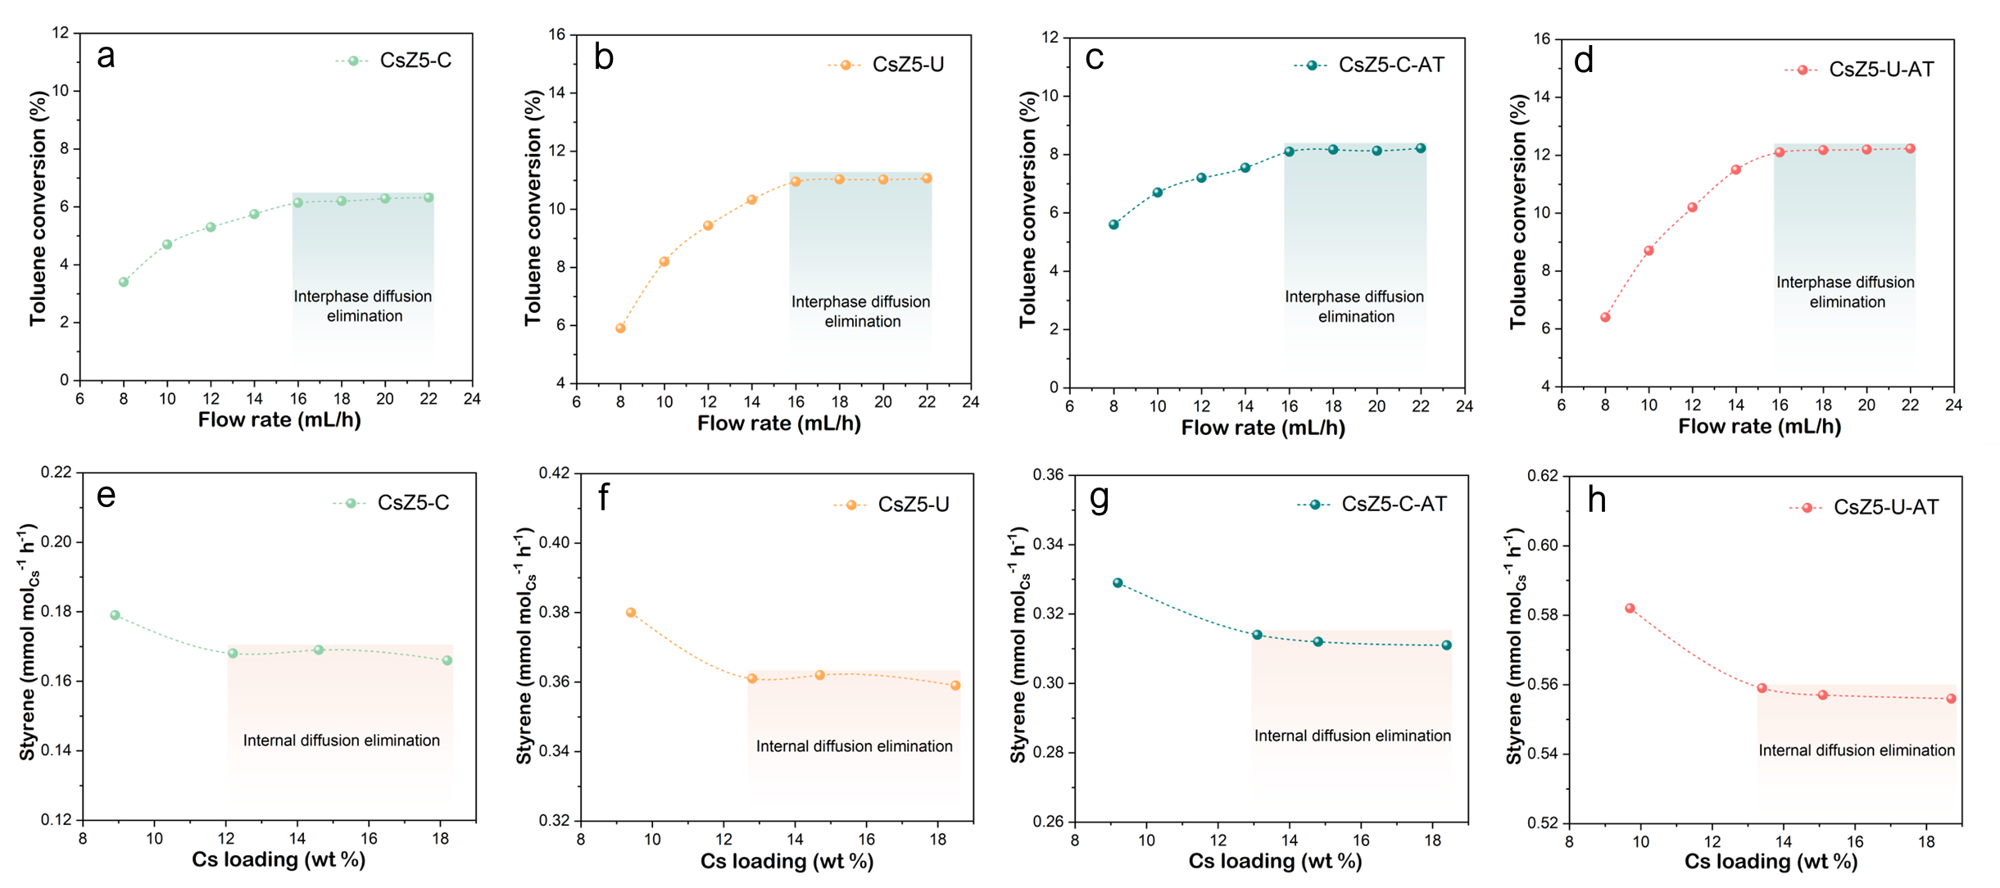 a
CsZ5-C
Toluene conversion (%)
12
10
8
6
4
2
0
Interphase diffusion
elimination
6 8 10 12 14 16 18 20 22 24
Flow rate (mL/h)
b
CsZ5-U
Toluene conversion (%)
16
14
12
10
8
6
4
Interphase diffusion
elimination
6 8 10 12 14 16 18 20 22 24
Flow rate (mL/h)
c
CsZ5-C-AT
Toluene conversion (%)
12
10
8
6
4
2
0
Interphase diffusion
elimination
6 8 10 12 14 16 18 20 22 24
Flow rate (mL/h)
d
CsZ5-U-AT
Toluene conversion (%)
16
14
12
10
8
6
4
Interphase diffusion
elimination
6 8 10 12 14 16 18 20 22 24
Flow rate (mL/h)
e
CsZ5-C
Styrene (mmol mol_Cs^-1 h^-1)
0.22
0.20
0.18
0.16
0.14
0.12
Internal diffusion elimination
8 10 12 14 16 18
Cs loading (wt %)
f
CsZ5-U
Styrene (mmol mol_Cs^-1 h^-1)
0.42
0.40
0.38
0.36
0.34
0.32
Internal diffusion elimination
8 10 12 14 16 18
Cs loading (wt %)
g
CsZ5-C-AT
Styrene (mmol mol_Cs^-1 h^-1)
0.36
0.34
0.32
0.30
0.28
0.26
Internal diffusion elimination
8 10 12 14 16 18
Cs loading (wt %)
h
CsZ5-U-AT
Styrene (mmol mol_Cs^-1 h^-1)
0.62
0.60
0.58
0.56
0.54
0.52
Internal diffusion elimination
8 10 12 14 16 18
Cs loading (wt %)